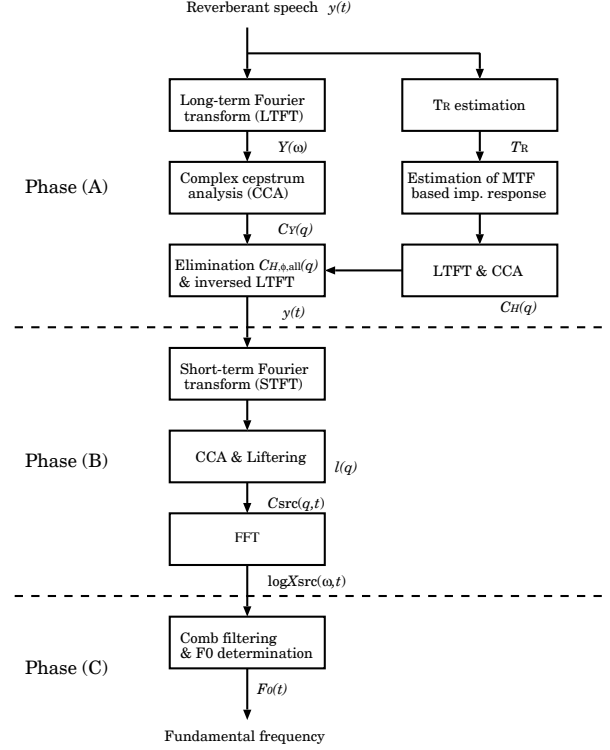 Reverberant speech y(t)
Long-term Fourier
transform (LTFT)
TR estimation
Y(ω)
TR
Phase (A)
Complex cepstrum
analysis (CCA)
Estimation of MTF
based imp. response
CY(q)
Elimination CH,ϕ,all(q)
& inversed LTFT
LTFT & CCA
CH(q)
y(t)
Short-term Fourier
transform (STFT)
Phase (B)
CCA & Liftering
l(q)
Csrc(q,t)
FFT
logXsrc(ω,t)
Comb filtering
& F0 determination
Phase (C)
F0(t)
Fundamental frequency